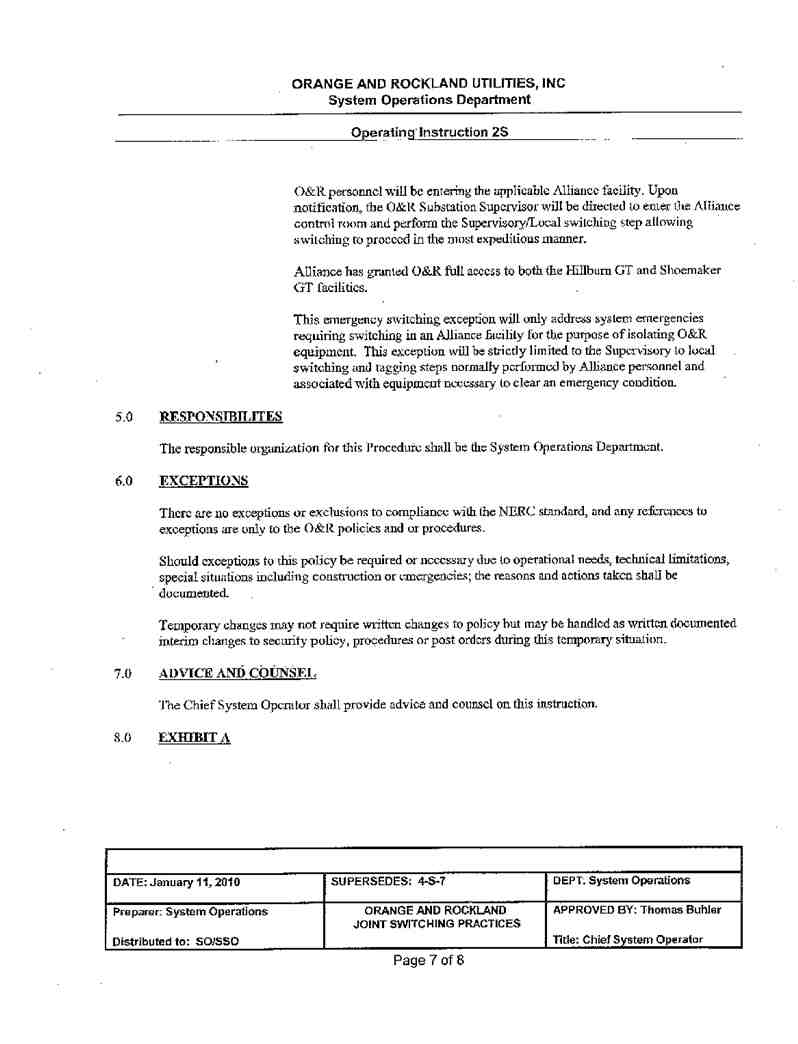 ORANGE AND ROCKLAND UTILITIES, INC
System Operations Department
Operating Instruction 2S
O&R personnel will be entering the applicable Alliance facility. Upon
notification, the O&R Substation Supervisor will be directed to enter the Alliance
control room and perform the Supervisory/Local switching step allowing
switching to proceed in the most expeditious manner.
Alliance has granted O&R full access to both the Hillburn GT and Shoemaker
GT facilities.
This emergency switching exception will only address system emergencies
requiring switching in an Alliance facility for the purpose of isolating O&R
equipment. This exception will be strictly limited to the Supervisory to local
switching and tagging steps normally performed by Alliance personnel and
associated with equipment necessary to clear an emergency condition.
5.0 RESPONSIBILITES
The responsible organization for this Procedure shall be the System Operations Department.
6.0 EXCEPTIONS
There are no exceptions or exclusions to compliance with the NERC standard, and any references to
exceptions are only to the O&R policies and or procedures.
Should exceptions to this policy be required or necessary due to operational needs, technical limitations,
special situations including construction or emergencies; the reasons and actions taken shall be
documented.
Temporary changes may not require written changes to policy but may be handled as written documented
interim changes to security policy, procedures or post orders during this temporary situation.
7.0 ADVICE AND COUNSEL
The Chief System Operator shall provide advice and counsel on this instruction.
8.0 EXHIBIT A
DATE: January 11, 2010 SUPERSEDES: 4-S-7 DEPT: System Operations
Preparer: System Operations ORANGE AND ROCKLAND APPROVED BY: Thomas Buhler
JOINT SWITCHING PRACTICES
Distributed to: SO/SSO Title: Chief System Operator
Page 7 of 8